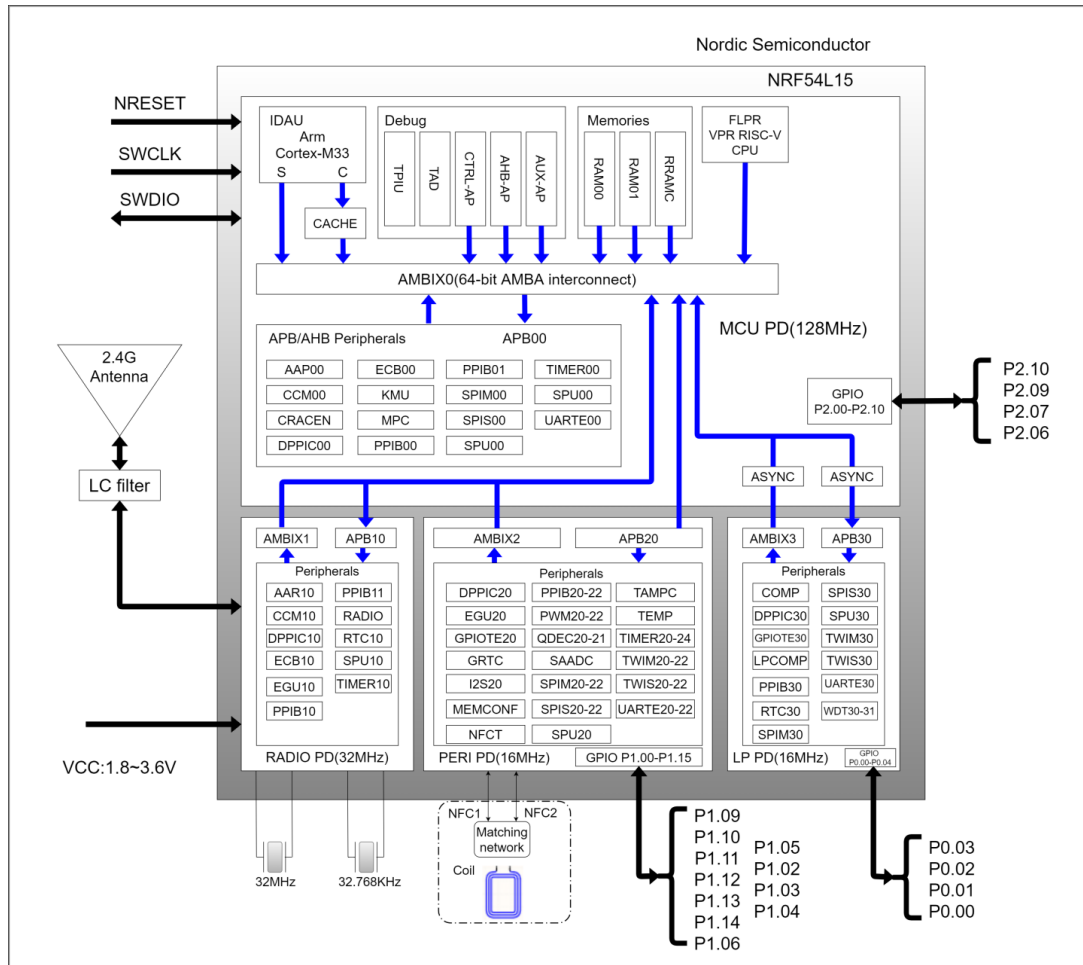 Nordic Semiconductor
NRF54L15
NRESET
SWCLK
SWDIO
IDAU
Arm
Cortex-M33
S
C
CACHE
Debug
TPIU
TAD
CTRL-AP
AHB-AP
AUX-AP
Memories
RAM00
RAM01
RRAMC
FLPR
VPR RISC-V
CPU
AMBIX0(64-bit AMBA interconnect)
MCU PD(128MHz)
APB/AHB Peripherals
APB00
AAP00
ECB00
PPIB01
TIMER00
CCM00
KMU
SPIM00
SPU00
CRACEN
MPC
SPIS00
UARTE00
DPPIC00
PPIB00
SPU00
GPIO
P2.00-P2.10
P2.10
P2.09
P2.07
P2.06
2.4G
Antenna
LC filter
ASYNC
ASYNC
AMBIX1
APB10
Peripherals
AAR10
PPIB11
CCM10
RADIO
DPPIC10
RTC10
ECB10
SPU10
EGU10
TIMER10
PPIB10
RADIO PD(32MHz)
AMBIX2
APB20
Peripherals
DPPIC20
PPIB20-22
TAMPC
EGU20
PWM20-22
TEMP
GPIOTE20
QDEC20-21
TIMER20-24
GRTC
SAADC
TWIM20-22
I2S20
SPIM20-22
TWIS20-22
MEMCONF
SPIS20-22
UARTE20-22
NFCT
SPU20
PERI PD(16MHz)
GPIO P1.00-P1.15
AMBIX3
APB30
Peripherals
COMP
SPIS30
DPPIC30
SPU30
GPIOTE30
TWIM30
LPCOMP
TWIS30
PPIB30
UARTE30
RTC30
WDT30-31
SPIM30
LP PD(16MHz)
GPIO
P0.00-P0.04
VCC:1.8~3.6V
32MHz
32.768KHz
NFC1
NFC2
Matching
network
Coil
P1.09
P1.10
P1.11
P1.12
P1.13
P1.14
P1.06
P1.05
P1.02
P1.03
P1.04
P0.03
P0.02
P0.01
P0.00